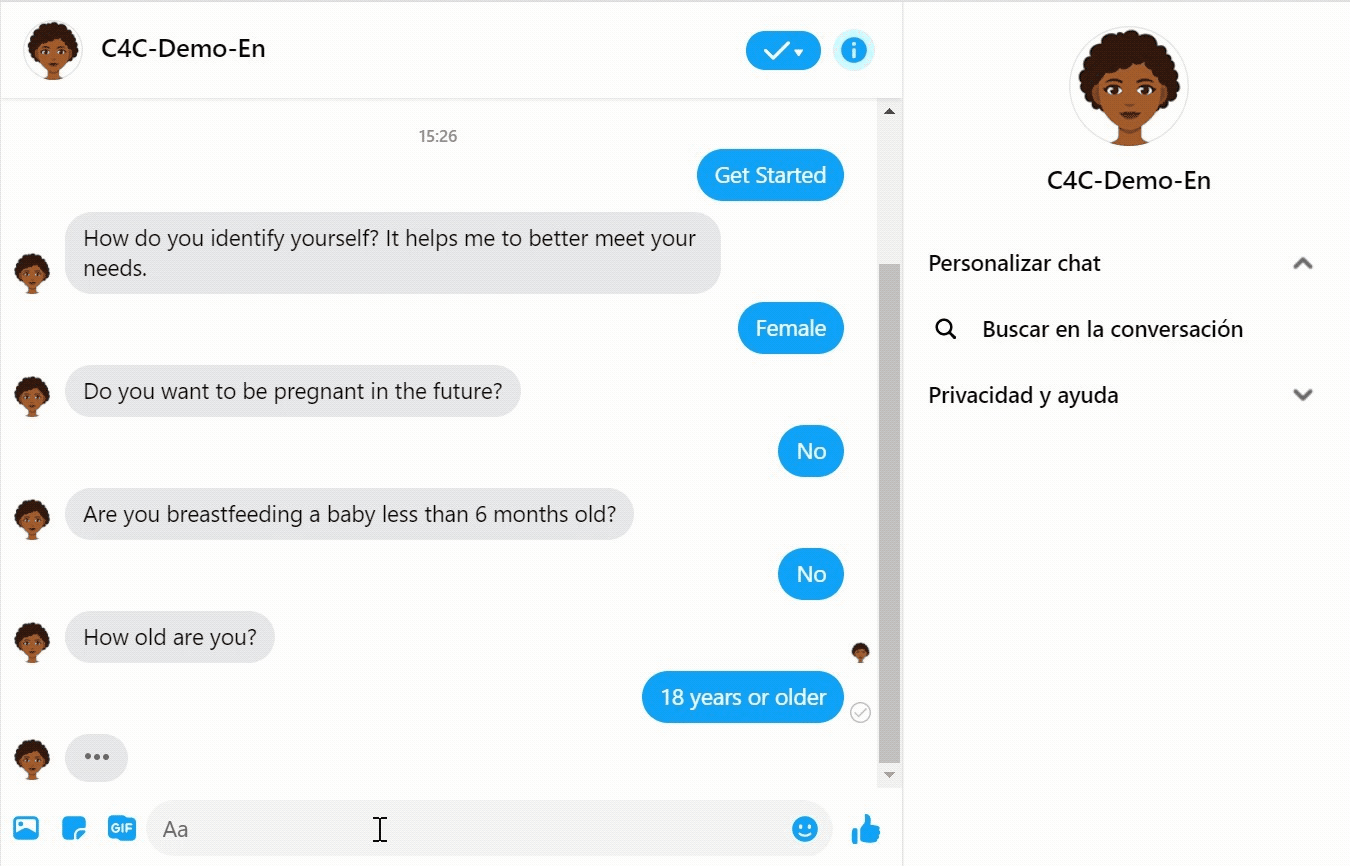 C4C-Demo-En
15:26
Get Started
How do you identify yourself? It helps me to better meet your
needs.
Female
Do you want to be pregnant in the future?
No
Are you breastfeeding a baby less than 6 months old?
No
How old are you?
18 years or older
GIF
Aa
C4C-Demo-En
Personalizar chat
Buscar en la conversación
Privacidad y ayuda